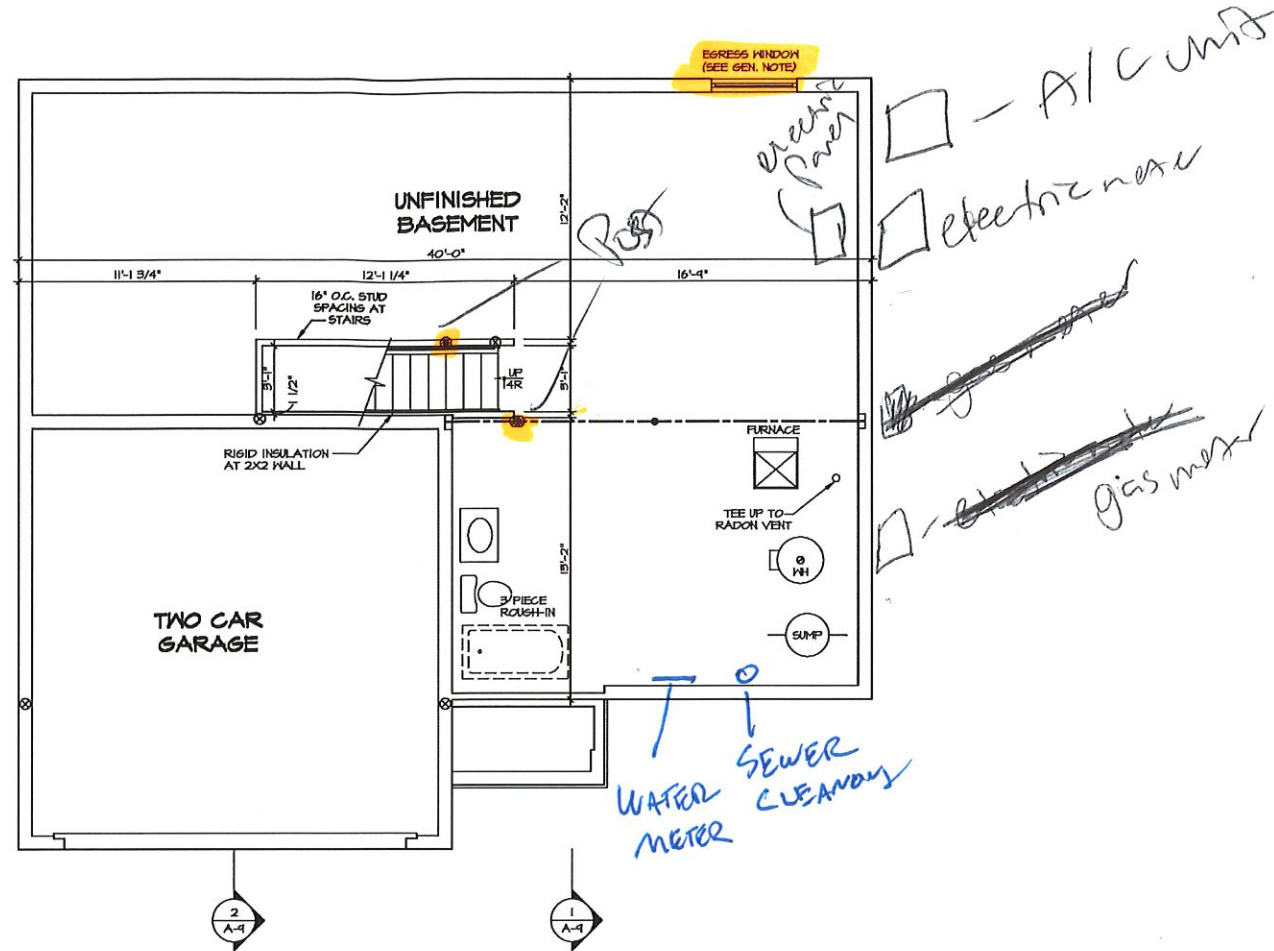 EGRESS WINDOW
(SEE GEN. NOTE)
- A/C unit
electric
panel
electric meter
UNFINISHED
BASEMENT
12'-2"
Post
40'-0"
11'-1 3/4"
12'-1 1/4"
16'-9"
16" O.C. STUD
SPACING AT
STAIRS
3'-1"
1/2"
UP
14R
3'-1"
RIGID INSULATION
AT 2X2 WALL
FURNACE
gas meter
TEE UP TO
RADON VENT
WH
13'-2"
3 PIECE
ROUGH-IN
SUMP
TWO CAR
GARAGE
WATER
METER
SEWER
CLEANOUT
2
A-9
1
A-9